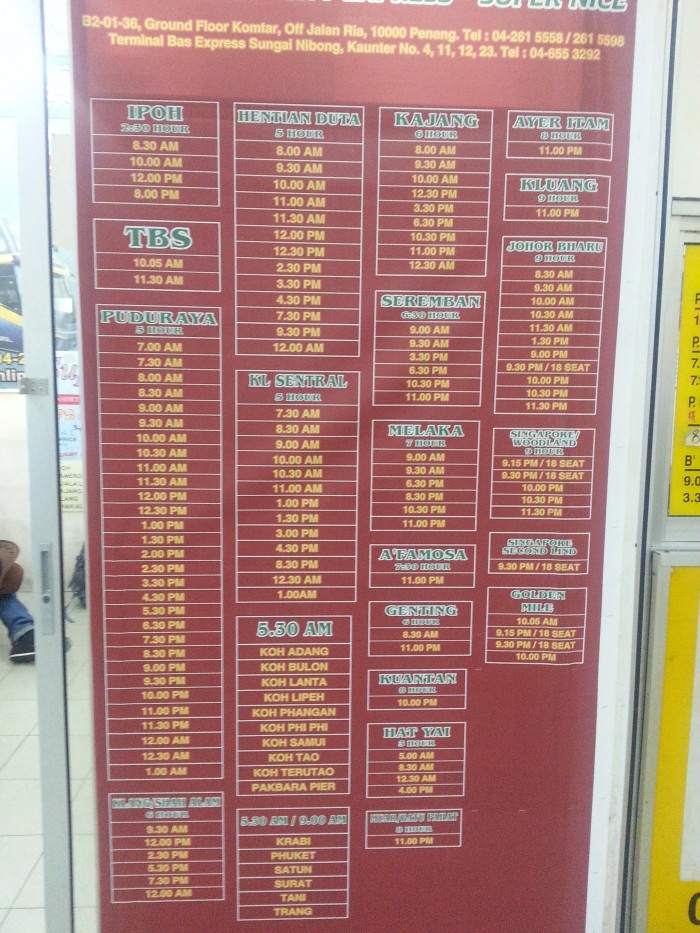 SUPER NICE
B2-01-36, Ground Floor Komtar, Off Jalan Ria, 10000 Penang. Tel : 04-261 5558 / 261 5598
Terminal Bas Express Sungai Nibong, Kaunter No. 4, 11, 12, 23. Tel : 04-655 3292
IPOH
2:30 HOUR
8.30 AM
10.00 AM
12.00 PM
8.00 PM
TBS
10.05 AM
11.30 AM
PUDURAYA
5 HOUR
7.00 AM
7.30 AM
8.00 AM
8.30 AM
9.00 AM
9.30 AM
10.00 AM
10.30 AM
11.00 AM
11.30 AM
12.00 PM
12.30 PM
1.00 PM
1.30 PM
2.00 PM
2.30 PM
3.30 PM
4.30 PM
5.30 PM
6.30 PM
7.30 PM
8.30 PM
9.00 PM
9.30 PM
10.00 PM
11.00 PM
11.30 PM
12.00 AM
12.30 AM
1.00 AM
KLANG/SHAH ALAM
6 HOUR
9.30 AM
12.00 PM
2.30 PM
5.30 PM
7.30 PM
12.00 AM
HENTIAN DUTA
5 HOUR
8.00 AM
9.30 AM
10.00 AM
11.00 AM
11.30 AM
12.00 PM
12.30 PM
2.30 PM
3.30 PM
4.30 PM
7.30 PM
9.30 PM
12.00 AM
KL SENTRAL
5 HOUR
7.30 AM
8.30 AM
9.00 AM
10.00 AM
10.30 AM
11.00 AM
1.00 PM
1.30 PM
3.00 PM
4.30 PM
8.30 PM
12.30 AM
1.00AM
5.30 AM
KOH ADANG
KOH BULON
KOH LANTA
KOH LIPEH
KOH PHANGAN
KOH PHI PHI
KOH SAMUI
KOH TAO
KOH TERUTAO
PAKBARA PIER
5.30 AM / 9.00 AM
KRABI
PHUKET
SATUN
SURAT
TANI
TRANG
KAJANG
6 HOUR
8.00 AM
9.30 AM
10.00 AM
12.30 PM
3.30 PM
6.30 PM
10.30 PM
11.00 PM
12.30 AM
SEREMBAN
6:30 HOUR
9.00 AM
9.30 AM
3.30 PM
6.30 PM
10.30 PM
11.00 PM
MELAKA
7 HOUR
9.00 AM
9.30 AM
6.30 PM
8.30 PM
10.30 PM
11.00 PM
A'FAMOSA
7:30 HOUR
11.00 PM
GENTING
6 HOUR
8.30 AM
11.00 PM
KUANTAN
8 HOUR
10.00 PM
HAT YAI
3 HOUR
5.00 AM
8.30 AM
12.30 AM
4.00 PM
MUAR/BATU PAHAT
8 HOUR
11.00 PM
AYER ITAM
8 HOUR
11.00 PM
KLUANG
9 HOUR
11.00 PM
JOHOR BHARU
9 HOUR
8.30 AM
9.30 AM
10.00 AM
10.30 AM
11.30 AM
1.30 PM
9.00 PM
9.30 PM / 18 SEAT
10.00 PM
10.30 PM
11.30 PM
SINGAPORE/
WOODLAND
9 HOUR
9.15 PM / 18 SEAT
9.30 PM / 18 SEAT
10.00 PM
10.30 PM
11.30 PM
SINGAPORE
SECOND LIND
9.30 PM / 18 SEAT
GOLDEN
MILE
10.05 AM
9.15 PM / 18 SEAT
9.30 PM / 18 SEAT
10.00 PM